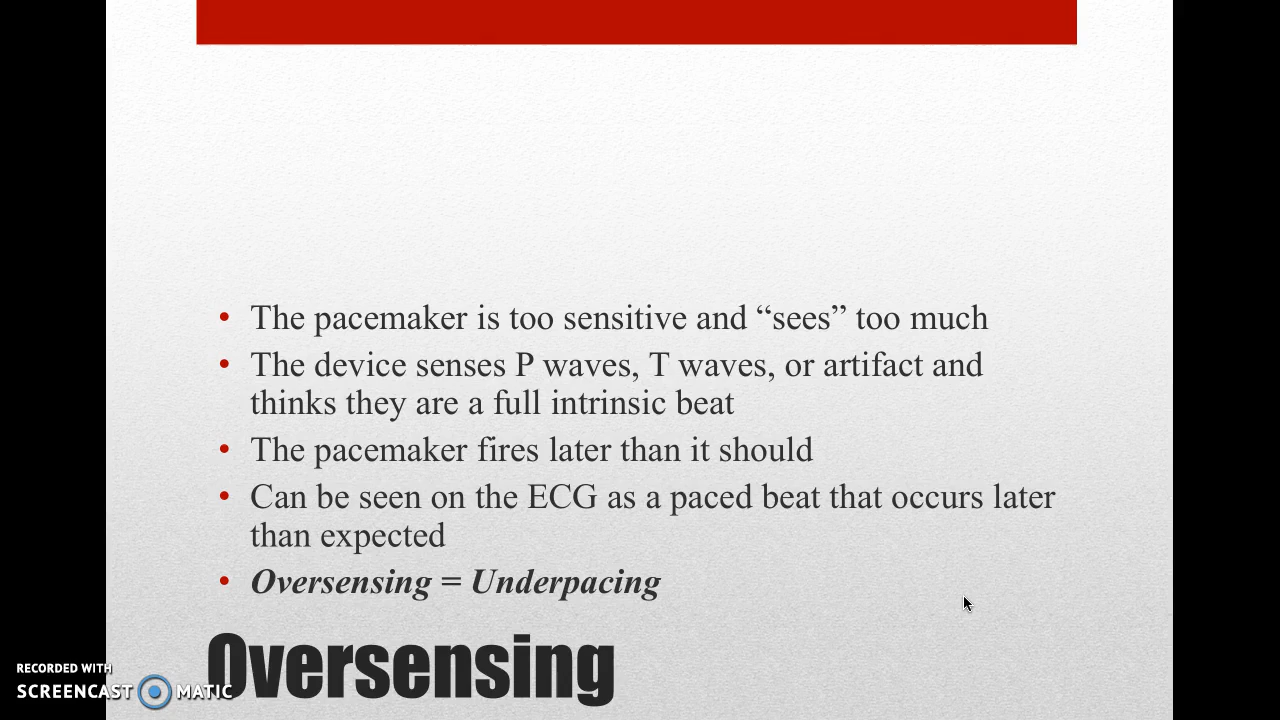 • The pacemaker is too sensitive and “sees” too much
• The device senses P waves, T waves, or artifact and
thinks they are a full intrinsic beat
• The pacemaker fires later than it should
• Can be seen on the ECG as a paced beat that occurs later
than expected
• Oversensing = Underpacing
Oversensing
RECORDED WITH
SCREENCAST MATIC